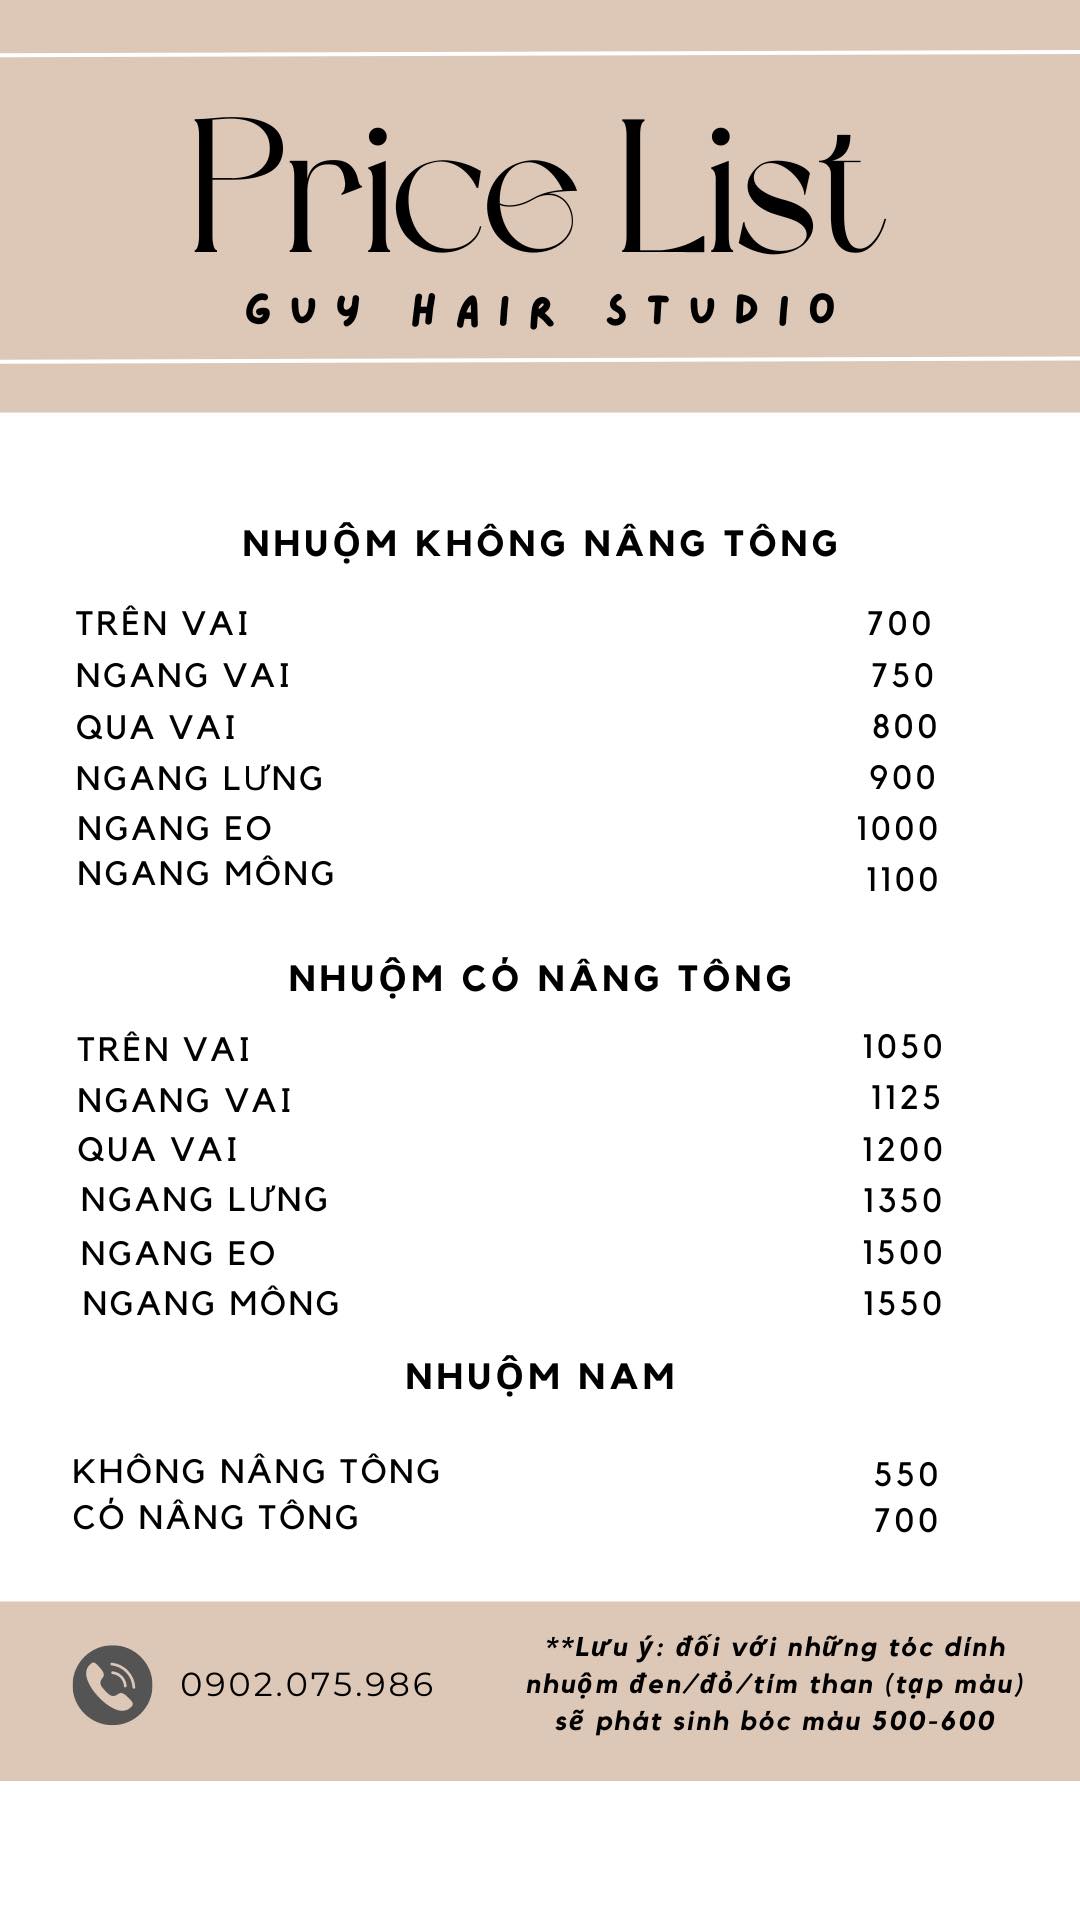 Price List
GUY HAIR STUDIO
NHUỘM KHÔNG NÂNG TÔNG
TRÊN VAI 700
NGANG VAI 750
QUA VAI 800
NGANG LƯNG 900
NGANG EO 1000
NGANG MÔNG 1100
NHUỘM CÓ NÂNG TÔNG
TRÊN VAI 1050
NGANG VAI 1125
QUA VAI 1200
NGANG LƯNG 1350
NGANG EO 1500
NGANG MÔNG 1550
NHUỘM NAM
KHÔNG NÂNG TÔNG 550
CÓ NÂNG TÔNG 700
0902.075.986
**Lưu ý: đối với những tóc dính
nhuộm đen/đỏ/tím than (tạp màu)
sẽ phát sinh bóc màu 500-600